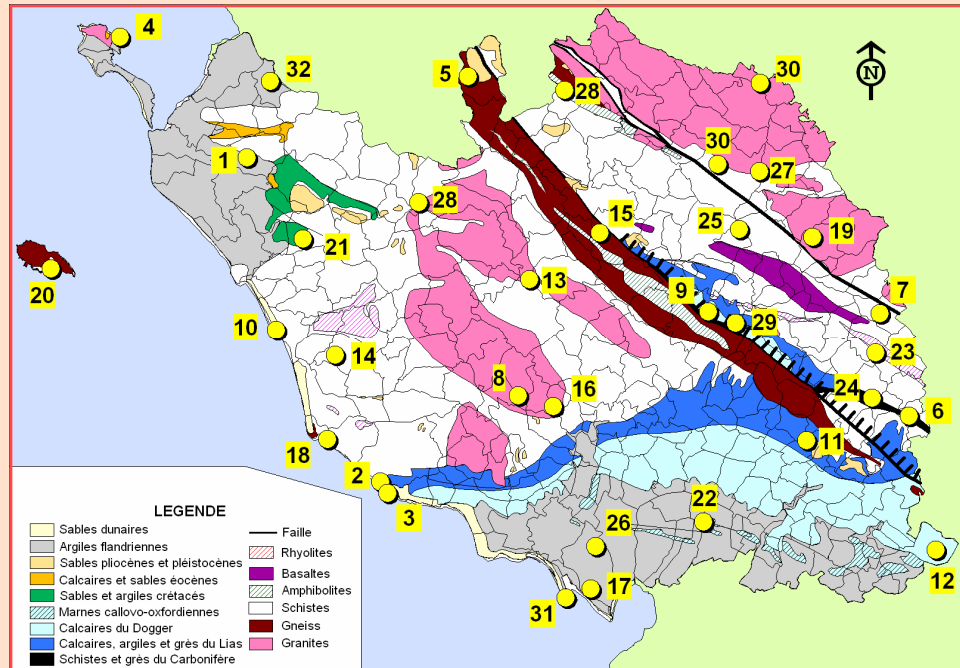 4
32
5
28
30
N
1
30
27
28
15
25
19
21
20
13
9
7
10
29
14
23
8
16
24
6
18
11
2
3
22
26
12
31
17
LEGENDE
Sables dunaires
Argiles flandriennes
Sables pliocènes et pléistocènes
Calcaires et sables éocènes
Sables et argiles crétacés
Marnes callovo-oxfordiennes
Calcaires du Dogger
Calcaires, argiles et grès du Lias
Schistes et grès du Carbonifère
Faille
Rhyolites
Basaltes
Amphibolites
Schistes
Gneiss
Granites